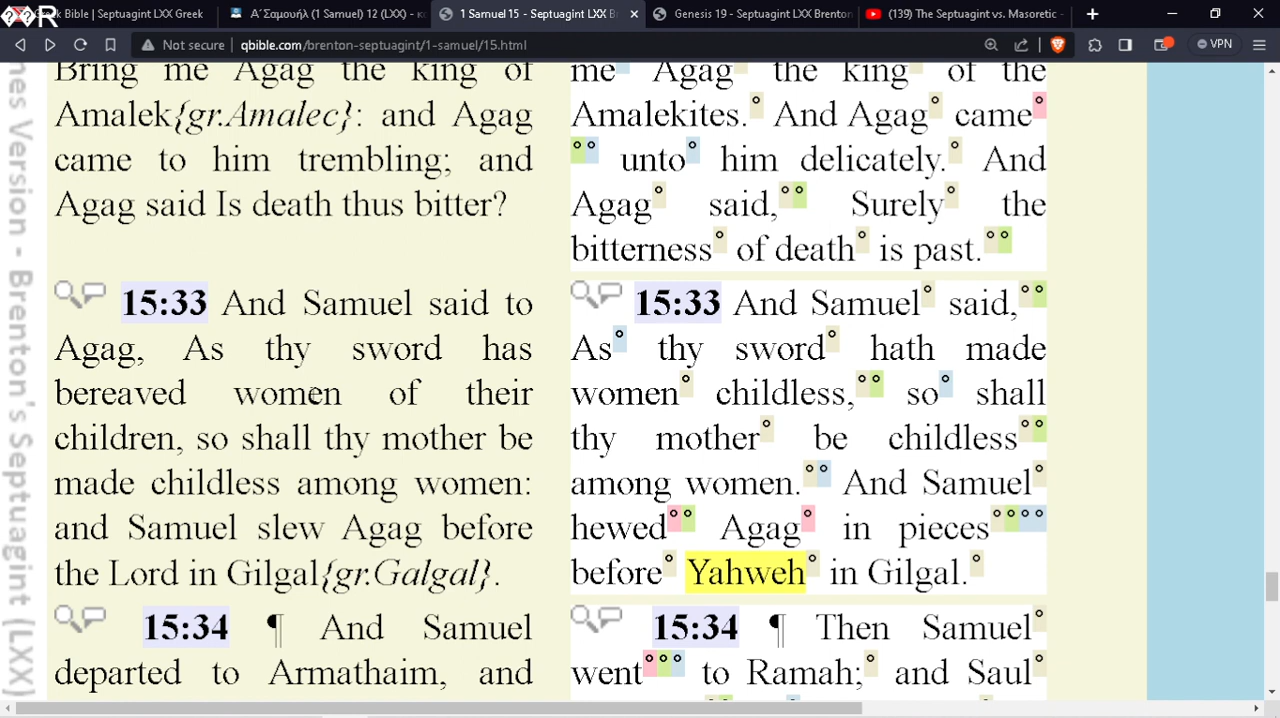 Greek Bible | LXX Greek
Α΄ Σαμουήλ (1 Samuel) 12 (LXX) - κε
1 Samuel 15 - Septuagint LXX B
Genes Septuagint LXX Brenton
(139) The Septuagint vs. Masoretic -
Not secure | qbible.com/brenton-septuagint/1-samuel/15.html
VPN
nes Version - Brenton's Septuagint (LXX)
Bring me Agag the king of
Amalek{gr.Amalec}: and Agag
came to him trembling; and
Agag said Is death thus bitter?
15:33 And Samuel said to
Agag, As thy sword has
bereaved women of their
children, so shall thy mother be
made childless among women:
and Samuel slew Agag before
the Lord in Gilgal{gr.Galgal}.
15:34 ¶ And Samuel
departed to Armathaim, and
me° Agag° the king° of the
Amalekites.° And Agag° came°
°° unto° him delicately.° And
Agag° said,°° Surely° the
bitterness° of death° is past.°°
15:33 And Samuel° said,°°
As° thy sword° hath made
women° childless,°° so° shall
thy mother° be childless°°
among women.°° And Samuel°
hewed°° Agag° in pieces°°°°
before° Yahweh° in Gilgal.°
15:34 ¶ Then Samuel°
went°°° to Ramah;° and Saul°